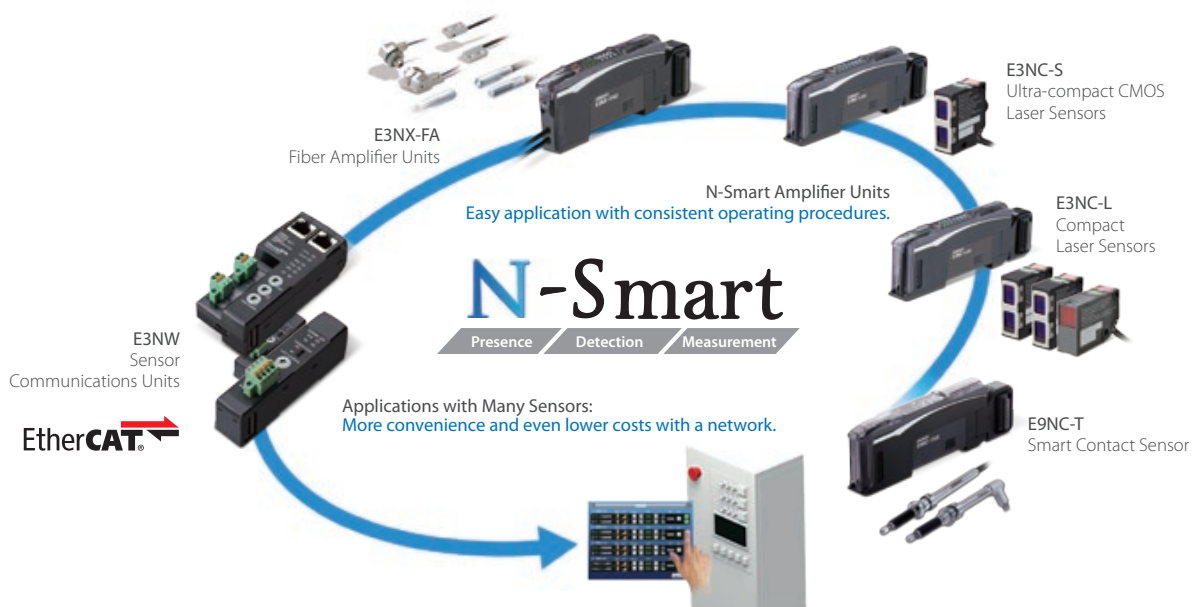 E3NX-FA
Fiber Amplifier Units
E3NC-S
Ultra-compact CMOS
Laser Sensors
N-Smart Amplifier Units
Easy application with consistent operating procedures.
E3NC-L
Compact
Laser Sensors
N-Smart
Presence
Detection
Measurement
E3NW
Sensor
Communications Units
EtherCAT®
Applications with Many Sensors:
More convenience and even lower costs with a network.
E9NC-T
Smart Contact Sensor